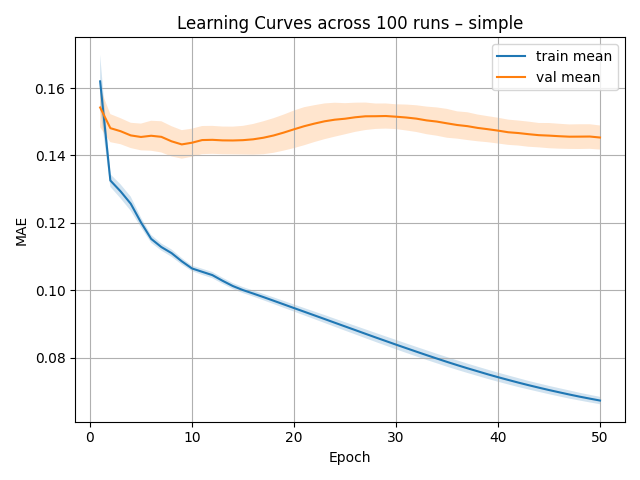 Learning Curves across 100 runs – simple
train mean
val mean
MAE
0.16
0.14
0.12
0.10
0.08
0 10 20 30 40 50
Epoch